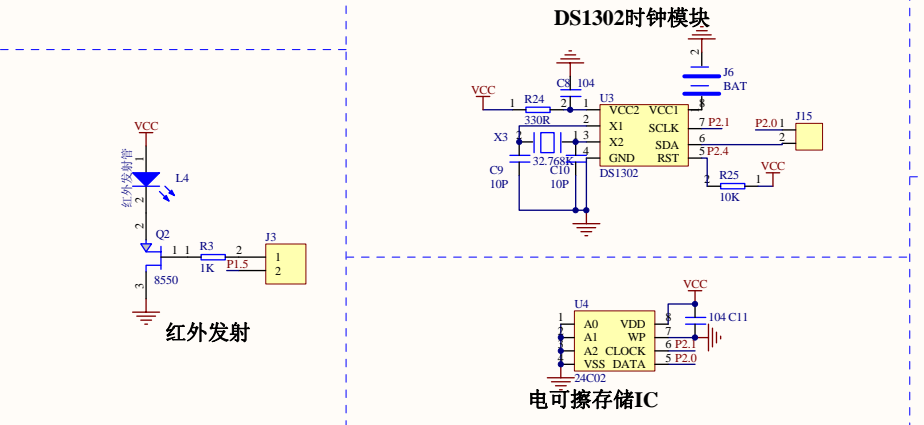 DS1302时钟模块
2
J6
BAT
8
C8 104
2
VCC
1
R24
330R
1
U3
VCC2
VCC1
X1
SCLK
X2
SDA
GND
RST
DS1302
2
3
4
7
P2.1
6
5
P2.4
P2.0
1
2
J15
X3
2
1
32.768K
C9
10P
C10
10P
2
R25
10K
1
VCC
VCC
1
红外发射管
L4
2
2
Q2
8550
3
1
1
R3
1K
2
P1.5
J3
1
2
红外发射
VCC
U4
1
A0
A1
A2
VSS
VDD
WP
CLOCK
DATA
8
7
6
P2.1
5
P2.0
104 C11
24C02
电可擦存储IC